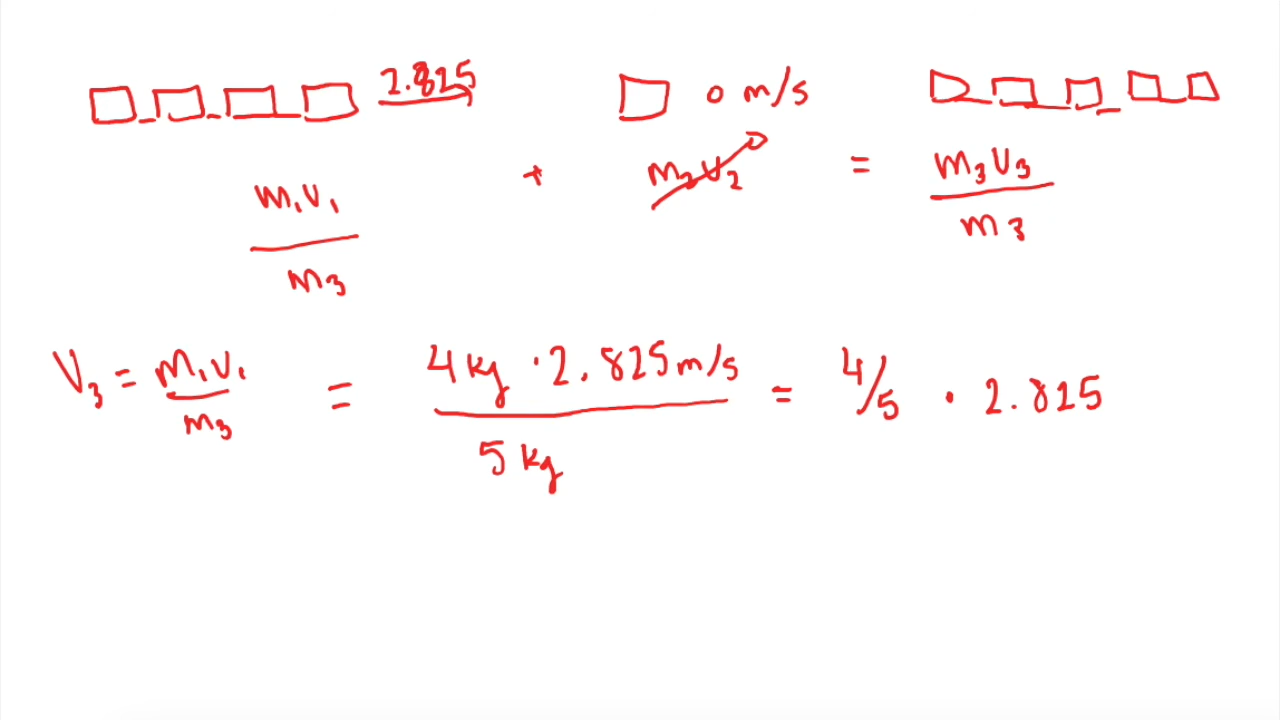 2.825 0 m/s
m₁v₁ + m₂v₂ 0 = m₃v₃
m₃ m₃
V₃ = m₁v₁ / m₃ = 4 kg · 2.825 m/s / 5 kg = 4/5 · 2.825